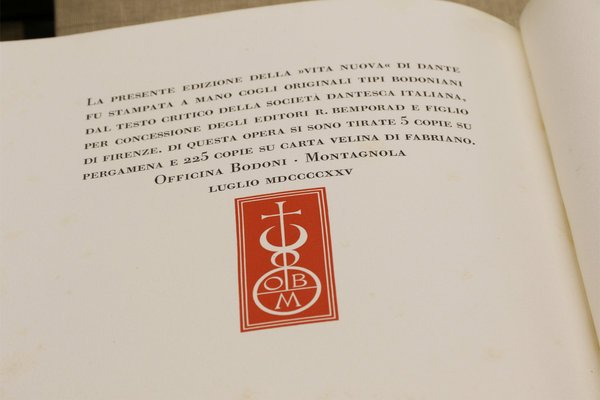 La presente edizione della »Vita Nuova« di Dante
fu stampata a mano cogli originali tipi bodoniani
dal testo critico della Società Dantesca Italiana,
per concessione degli editori R. Bemporad e Figlio
di Firenze. Di questa opera si sono tirate 5 copie su
pergamena e 225 copie su carta velina di Fabriano.
Officina Bodoni · Montagnola
luglio MDCCCCXXV
O B
M